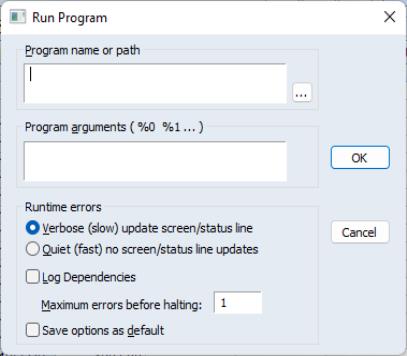 Run Program
Program name or path
...
Program arguments ( %0 %1 ... )
OK
Runtime errors
Verbose (slow) update screen/status line
Cancel
Quiet (fast) no screen/status line updates
Log Dependencies
Maximum errors before halting: 1
Save options as default